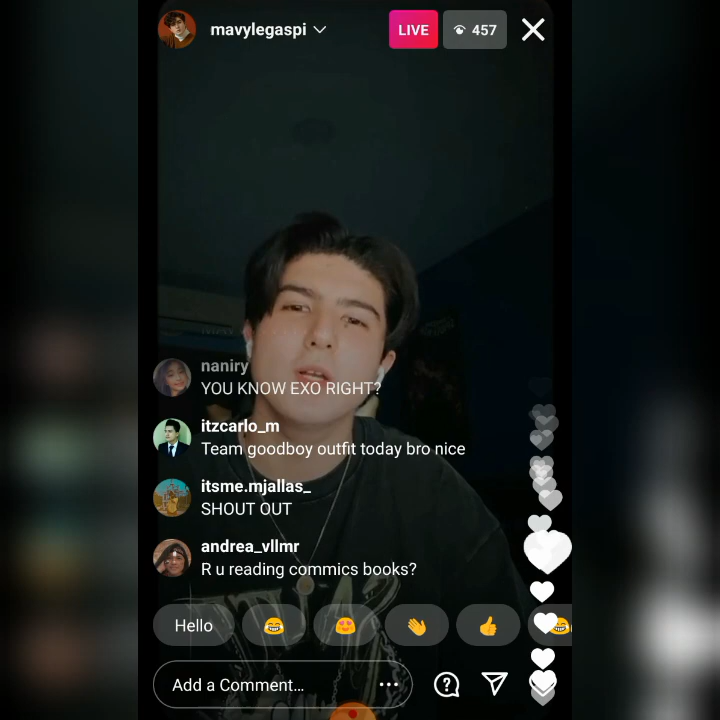 mavylegaspi
LIVE
457
naniry
YOU KNOW EXO RIGHT?
itzcarlo_m
Team goodboy outfit today bro nice
itsme.mjallas_
SHOUT OUT
andrea_vllmr
R u reading commics books?
Hello
Add a Comment...